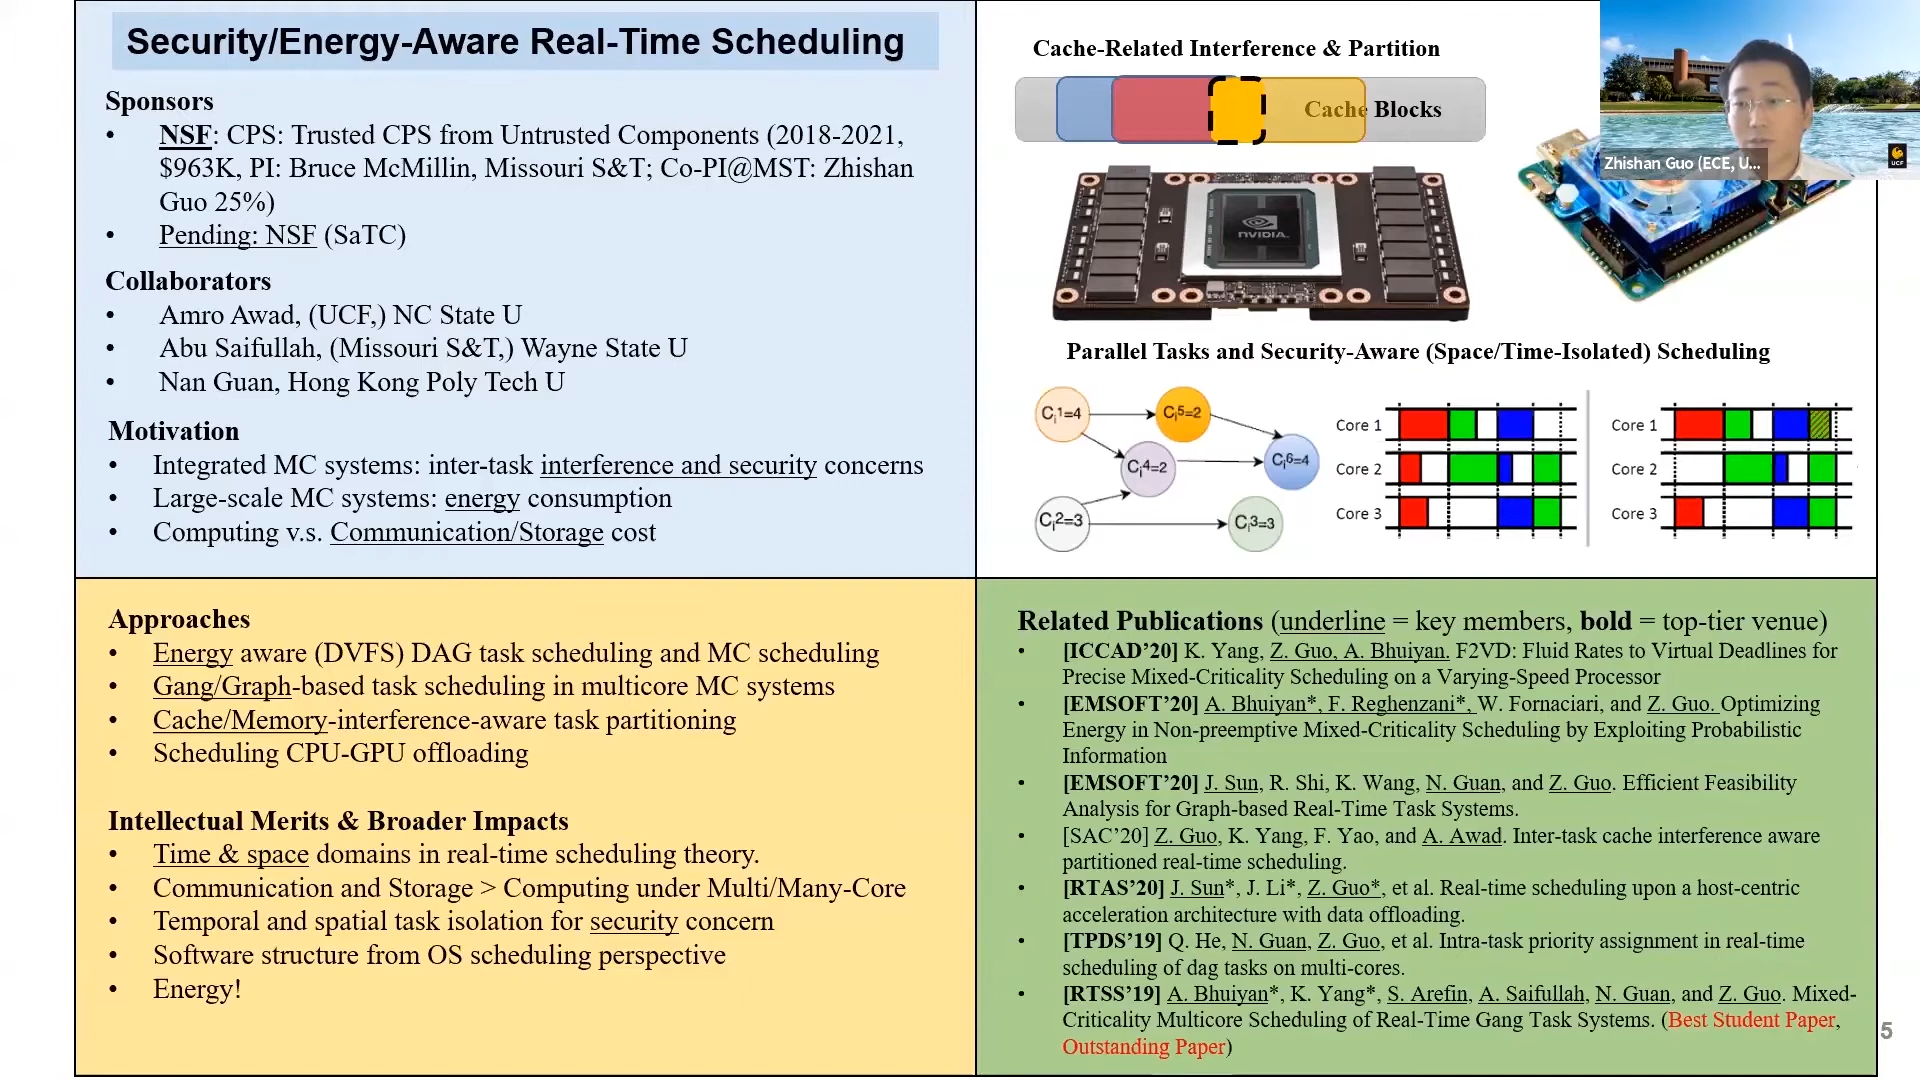 Security/Energy-Aware Real-Time Scheduling
Sponsors
• NSF: CPS: Trusted CPS from Untrusted Components (2018-2021,
$963K, PI: Bruce McMillin, Missouri S&T; Co-PI@MST: Zhishan
Guo 25%)
• Pending: NSF (SaTC)
Collaborators
• Amro Awad, (UCF,) NC State U
• Abu Saifullah, (Missouri S&T,) Wayne State U
• Nan Guan, Hong Kong Poly Tech U
Motivation
• Integrated MC systems: inter-task interference and security concerns
• Large-scale MC systems: energy consumption
• Computing v.s. Communication/Storage cost
Cache-Related Interference & Partition
Cache Blocks
NVIDIA.
Zhishan Guo (ECE, U...
UCF
Parallel Tasks and Security-Aware (Space/Time-Isolated) Scheduling
Ci1=4
Ci5=2
Ci4=2
Ci6=4
Ci2=3
Ci3=3
Core 1
Core 2
Core 3
Core 1
Core 2
Core 3
Approaches
• Energy aware (DVFS) DAG task scheduling and MC scheduling
• Gang/Graph-based task scheduling in multicore MC systems
• Cache/Memory-interference-aware task partitioning
• Scheduling CPU-GPU offloading
Intellectual Merits & Broader Impacts
• Time & space domains in real-time scheduling theory.
• Communication and Storage > Computing under Multi/Many-Core
• Temporal and spatial task isolation for security concern
• Software structure from OS scheduling perspective
• Energy!
Related Publications (underline = key members, bold = top-tier venue)
• [ICCAD’20] K. Yang, Z. Guo, A. Bhuiyan. F2VD: Fluid Rates to Virtual Deadlines for
Precise Mixed-Criticality Scheduling on a Varying-Speed Processor
• [EMSOFT’20] A. Bhuiyan*, F. Reghenzani*, W. Fornaciari, and Z. Guo. Optimizing
Energy in Non-preemptive Mixed-Criticality Scheduling by Exploiting Probabilistic
Information
• [EMSOFT’20] J. Sun, R. Shi, K. Wang, N. Guan, and Z. Guo. Efficient Feasibility
Analysis for Graph-based Real-Time Task Systems.
• [SAC’20] Z. Guo, K. Yang, F. Yao, and A. Awad. Inter-task cache interference aware
partitioned real-time scheduling.
• [RTAS’20] J. Sun*, J. Li*, Z. Guo*, et al. Real-time scheduling upon a host-centric
acceleration architecture with data offloading.
• [TPDS’19] Q. He, N. Guan, Z. Guo, et al. Intra-task priority assignment in real-time
scheduling of dag tasks on multi-cores.
• [RTSS’19] A. Bhuiyan*, K. Yang*, S. Arefin, A. Saifullah, N. Guan, and Z. Guo. Mixed-
Criticality Multicore Scheduling of Real-Time Gang Task Systems. (Best Student Paper,
Outstanding Paper)
5